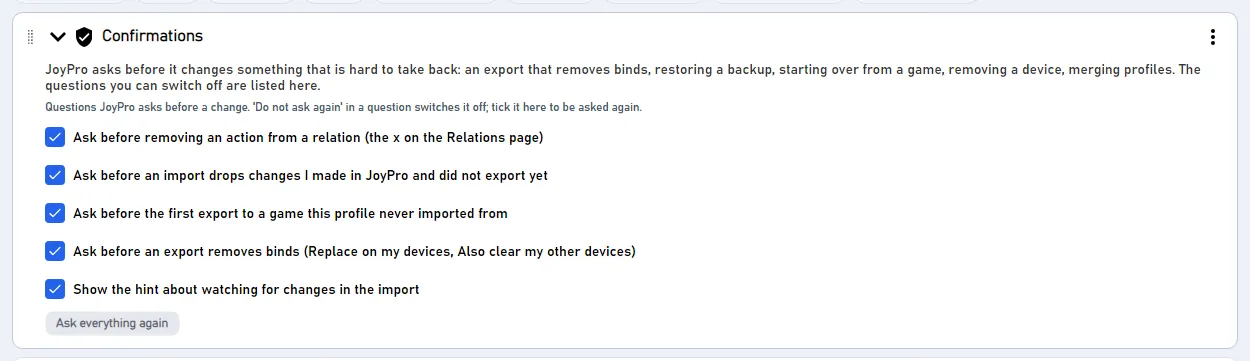 Confirmations
JoyPro asks before it changes something that is hard to take back: an export that removes binds, restoring a backup, starting over from a game, removing a device, merging profiles. The
questions you can switch off are listed here.
Questions JoyPro asks before a change. 'Do not ask again' in a question switches it off; tick it here to be asked again.
Ask before removing an action from a relation (the x on the Relations page)
Ask before an import drops changes I made in JoyPro and did not export yet
Ask before the first export to a game this profile never imported from
Ask before an export removes binds (Replace on my devices, Also clear my other devices)
Show the hint about watching for changes in the import
Ask everything again